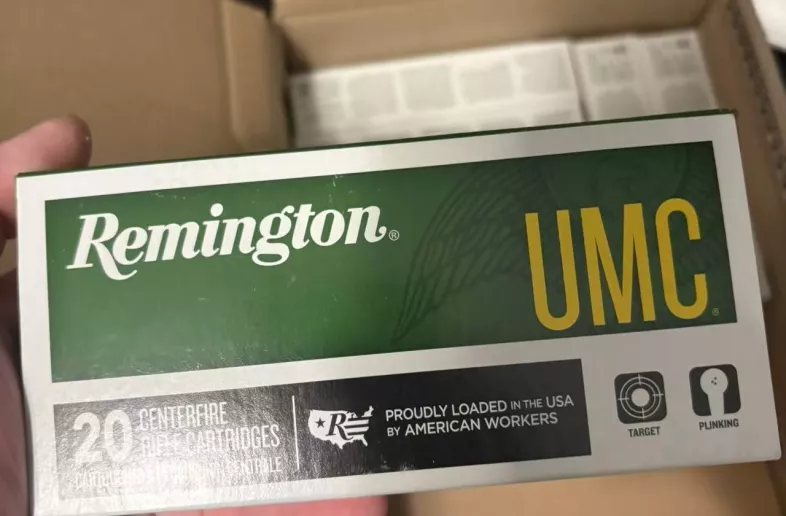 Remington®
UMC®
20 CENTERFIRE
RIFLE CARTRIDGES
R
PROUDLY LOADED IN THE USA
BY AMERICAN WORKERS
TARGET
PLINKING